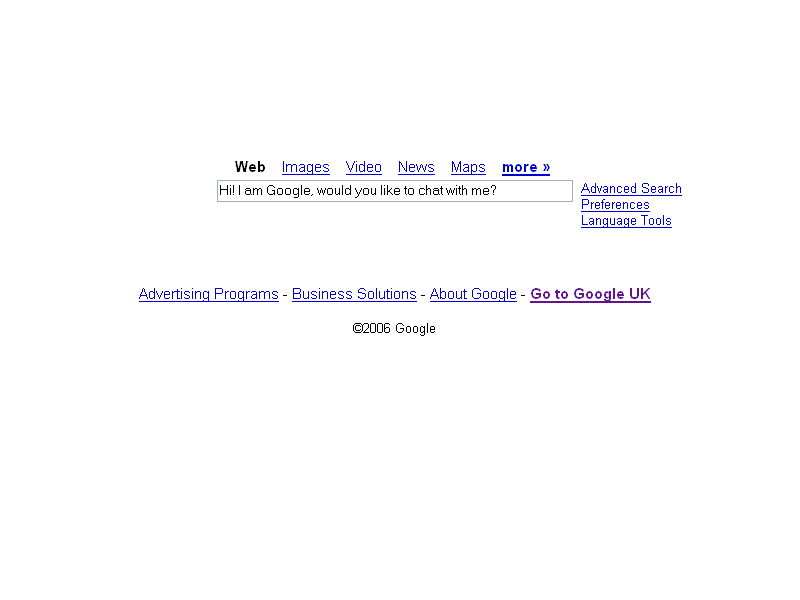 Web Images Video News Maps more »
Hi! I am Google, would you like to chat with me?
Advanced Search
Preferences
Language Tools
Advertising Programs - Business Solutions - About Google - Go to Google UK
©2006 Google